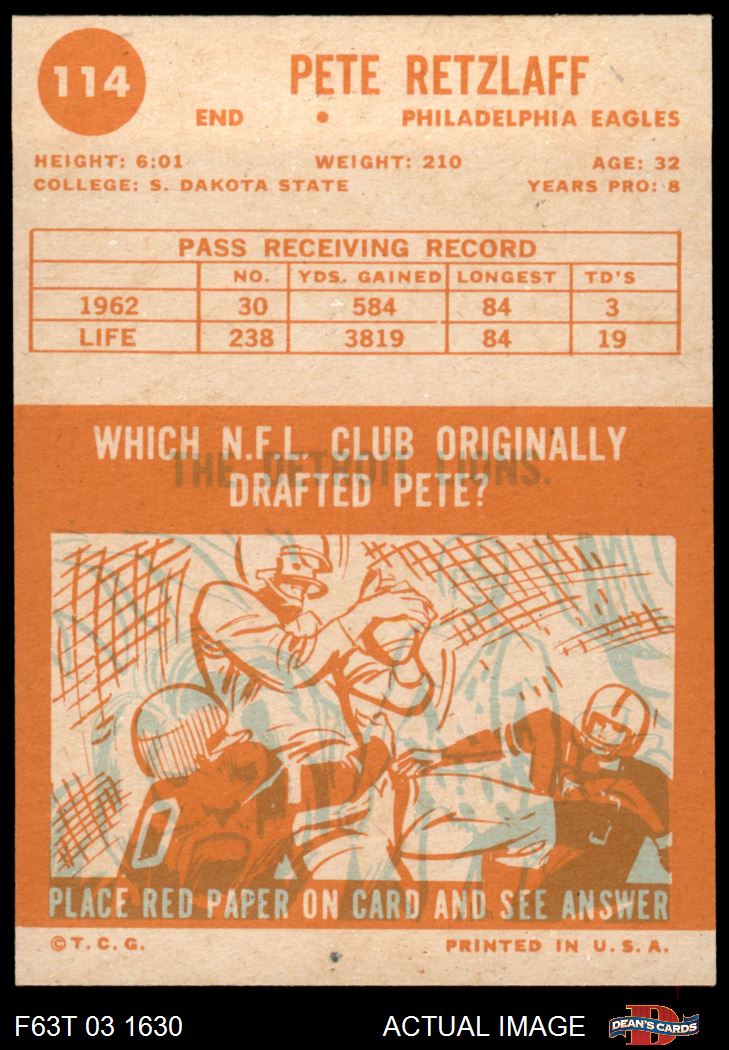 114
PETE RETZLAFF
END • PHILADELPHIA EAGLES
HEIGHT: 6:01 WEIGHT: 210 AGE: 32
COLLEGE: S. DAKOTA STATE YEARS PRO: 8
PASS RECEIVING RECORD
NO. YDS. GAINED LONGEST TD'S
1962 30 584 84 3
LIFE 238 3819 84 19
WHICH N.F.L. CLUB ORIGINALLY
THE DETROIT LIONS.
DRAFTED PETE?
PLACE RED PAPER ON CARD AND SEE ANSWER
©T.C.G. PRINTED IN U.S.A.
F63T 03 1630 ACTUAL IMAGE DEAN'S CARDS